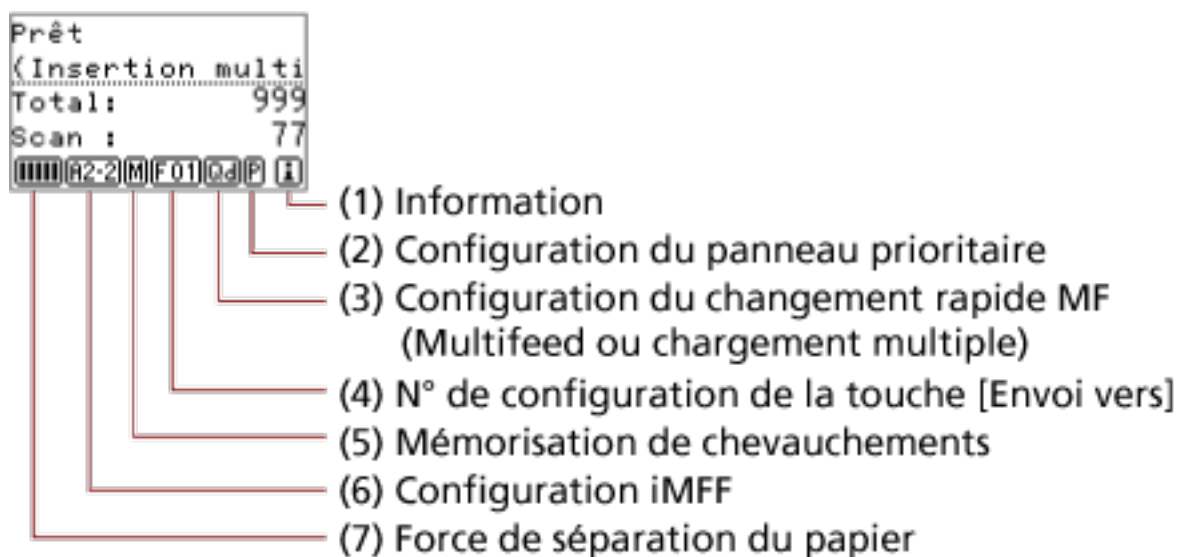 Prêt
(Insertion multi
Total: 999
Scan : 77
A2-2 M F 01 Qd P i
(1) Information
(2) Configuration du panneau prioritaire
(3) Configuration du changement rapide MF
(Multifeed ou chargement multiple)
(4) N° de configuration de la touche [Envoi vers]
(5) Mémorisation de chevauchements
(6) Configuration iMFF
(7) Force de séparation du papier